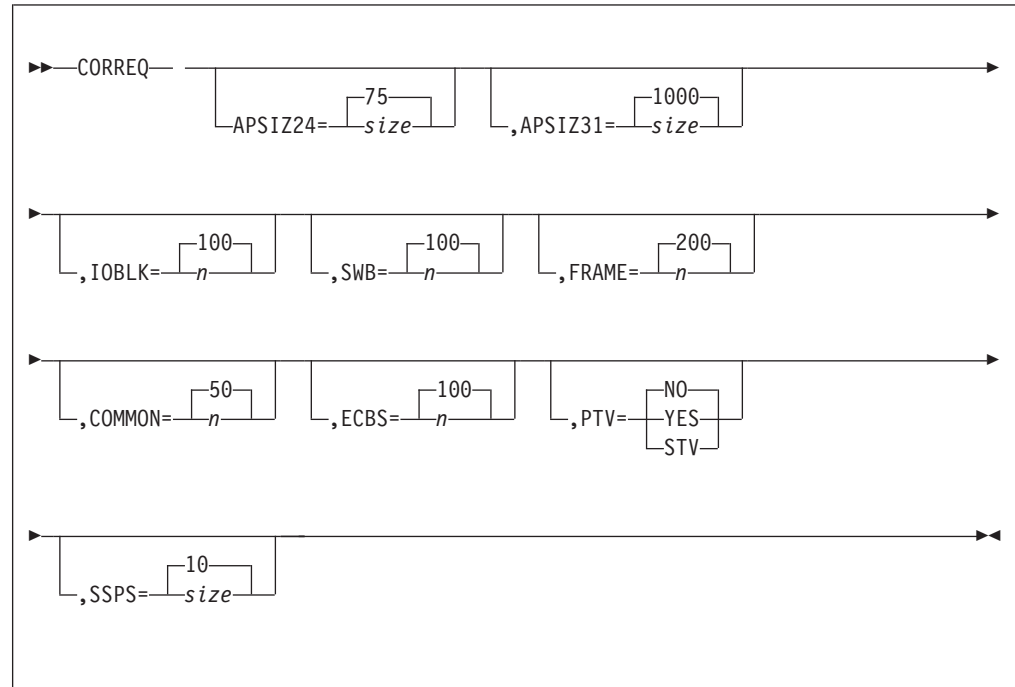 CORREQ
75 1000
APSIZ24= size ,APSIZ31= size
100 100 200
,IOBLK= n ,SWB= n ,FRAME= n
50 100 NO
,COMMON= n ,ECBS= n ,PTV= YES
STV
10
,SSPS= size